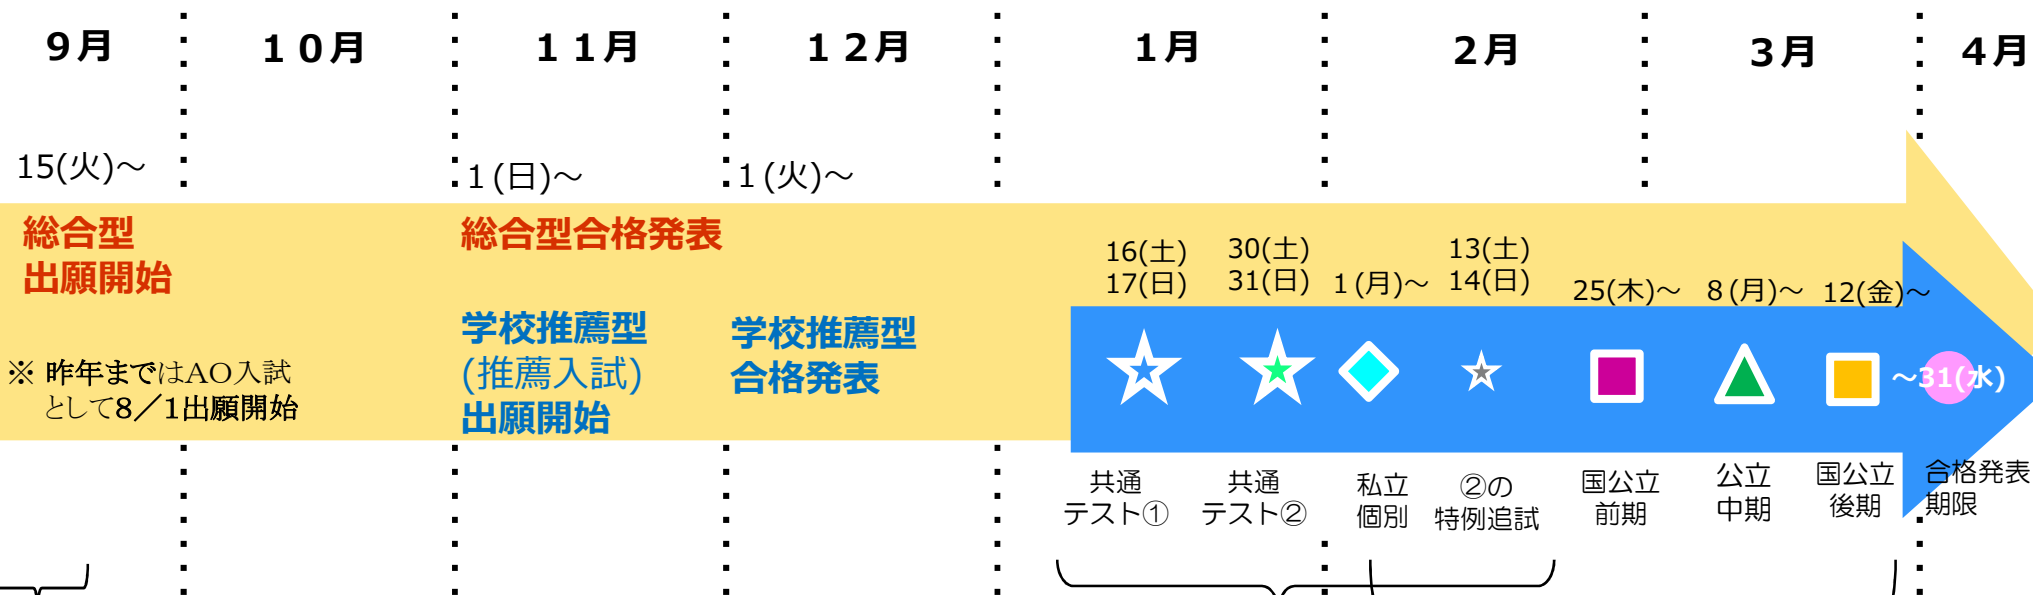 9月
１０月
１１月
１２月
1月
2月
3月
4月
15(火)～
１(日)～
１(火)～
総合型
出願開始
総合型合格発表
※ 昨年まではAO入試
として8／1出願開始
学校推薦型
(推薦入試)
出願開始
学校推薦型
合格発表
16(土)
17(日)
30(土)
31(日)
１(月)～
13(土)
14(日)
25(木)～
８(月)～
12(金)～
～31(水)
共通
テスト①
共通
テスト②
私立
個別
②の
特例追試
国公立
前期
公立
中期
国公立
後期
合格発表
期限